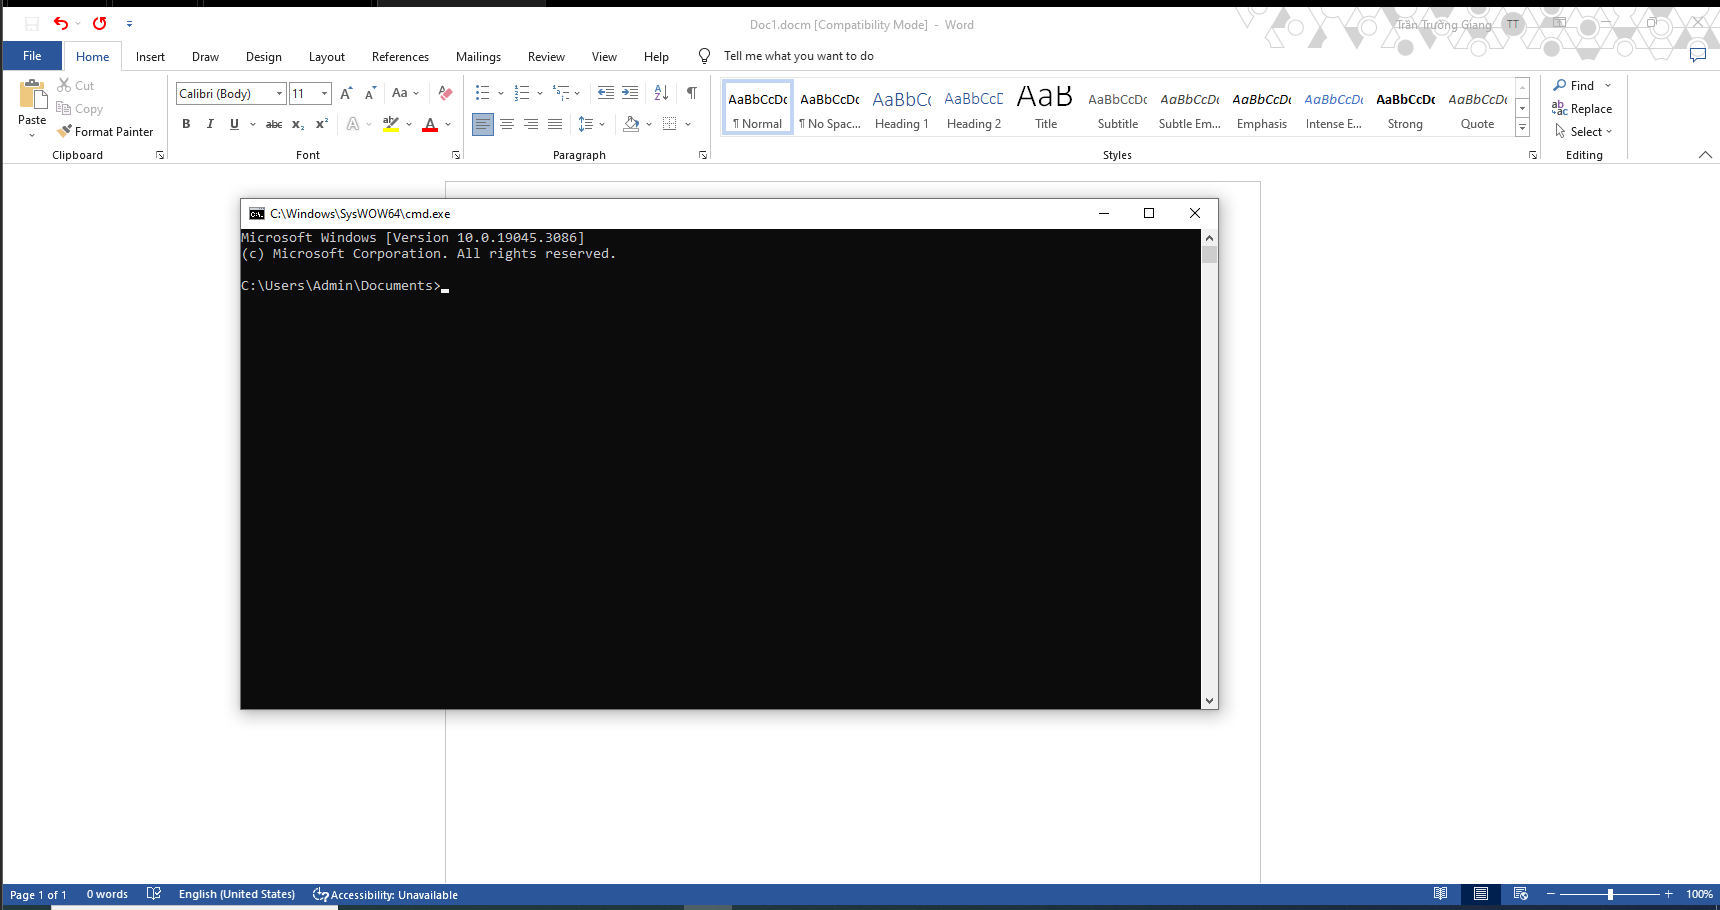 Doc1.docm [Compatibility Mode] - Word
Trần Trường Giang TT
File Home Insert Draw Design Layout References Mailings Review View Help Tell me what you want to do
Paste
Cut
Copy
Format Painter
Clipboard
Calibri (Body) 11 Aa
B I U abc x₂ x² A ab A
Font
Paragraph
AaBbCcDc AaBbCcDc AaBbCc AaBbCcD AaB AaBbCcDc AaBbCcDc AaBbCcDc AaBbCcDc AaBbCcDc AaBbCcDc
¶ Normal ¶ No Spac... Heading 1 Heading 2 Title Subtitle Subtle Em... Emphasis Intense E... Strong Quote
Styles
Find
Replace
Select
Editing
C:\Windows\SysWOW64\cmd.exe
Microsoft Windows [Version 10.0.19045.3086]
(c) Microsoft Corporation. All rights reserved.
C:\Users\Admin\Documents>
Page 1 of 1 0 words English (United States) Accessibility: Unavailable 100%